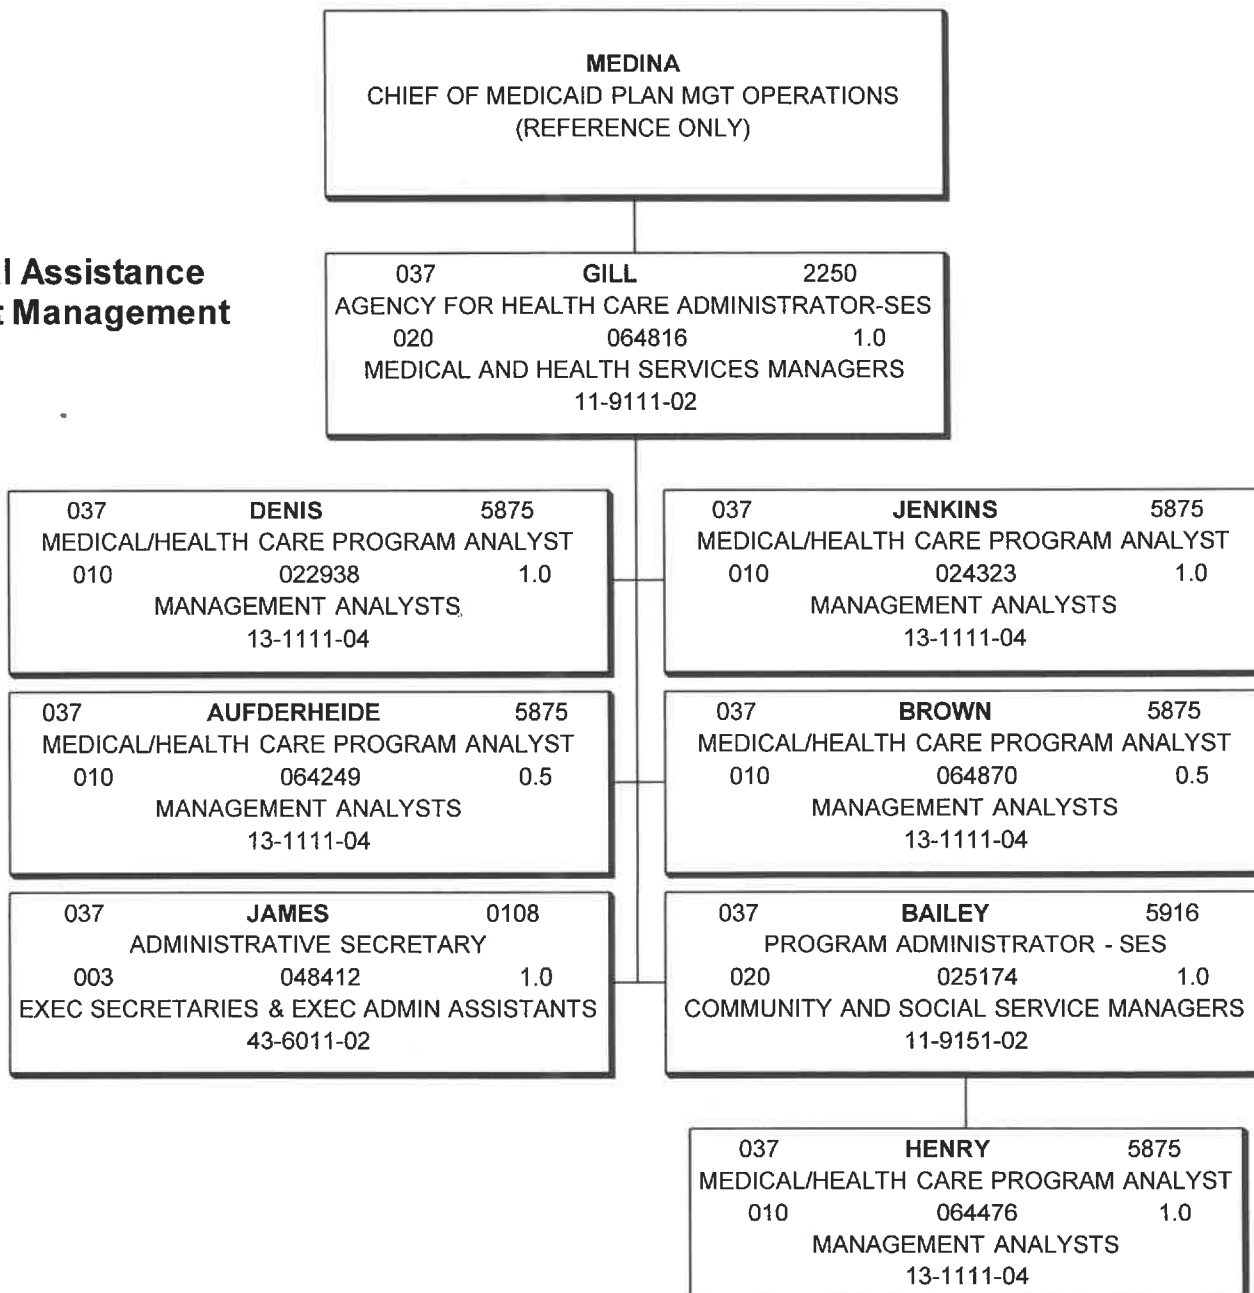 MEDINA
CHIEF OF MEDICAID PLAN MGT OPERATIONS
(REFERENCE ONLY)
l Assistance
t Management
037 GILL 2250
AGENCY FOR HEALTH CARE ADMINISTRATOR-SES
020 064816 1.0
MEDICAL AND HEALTH SERVICES MANAGERS
11-9111-02
037 DENIS 5875
MEDICAL/HEALTH CARE PROGRAM ANALYST
010 022938 1.0
MANAGEMENT ANALYSTS
13-1111-04
037 JENKINS 5875
MEDICAL/HEALTH CARE PROGRAM ANALYST
010 024323 1.0
MANAGEMENT ANALYSTS
13-1111-04
037 AUFDERHEIDE 5875
MEDICAL/HEALTH CARE PROGRAM ANALYST
010 064249 0.5
MANAGEMENT ANALYSTS
13-1111-04
037 BROWN 5875
MEDICAL/HEALTH CARE PROGRAM ANALYST
010 064870 0.5
MANAGEMENT ANALYSTS
13-1111-04
037 JAMES 0108
ADMINISTRATIVE SECRETARY
003 048412 1.0
EXEC SECRETARIES & EXEC ADMIN ASSISTANTS
43-6011-02
037 BAILEY 5916
PROGRAM ADMINISTRATOR - SES
020 025174 1.0
COMMUNITY AND SOCIAL SERVICE MANAGERS
11-9151-02
037 HENRY 5875
MEDICAL/HEALTH CARE PROGRAM ANALYST
010 064476 1.0
MANAGEMENT ANALYSTS
13-1111-04